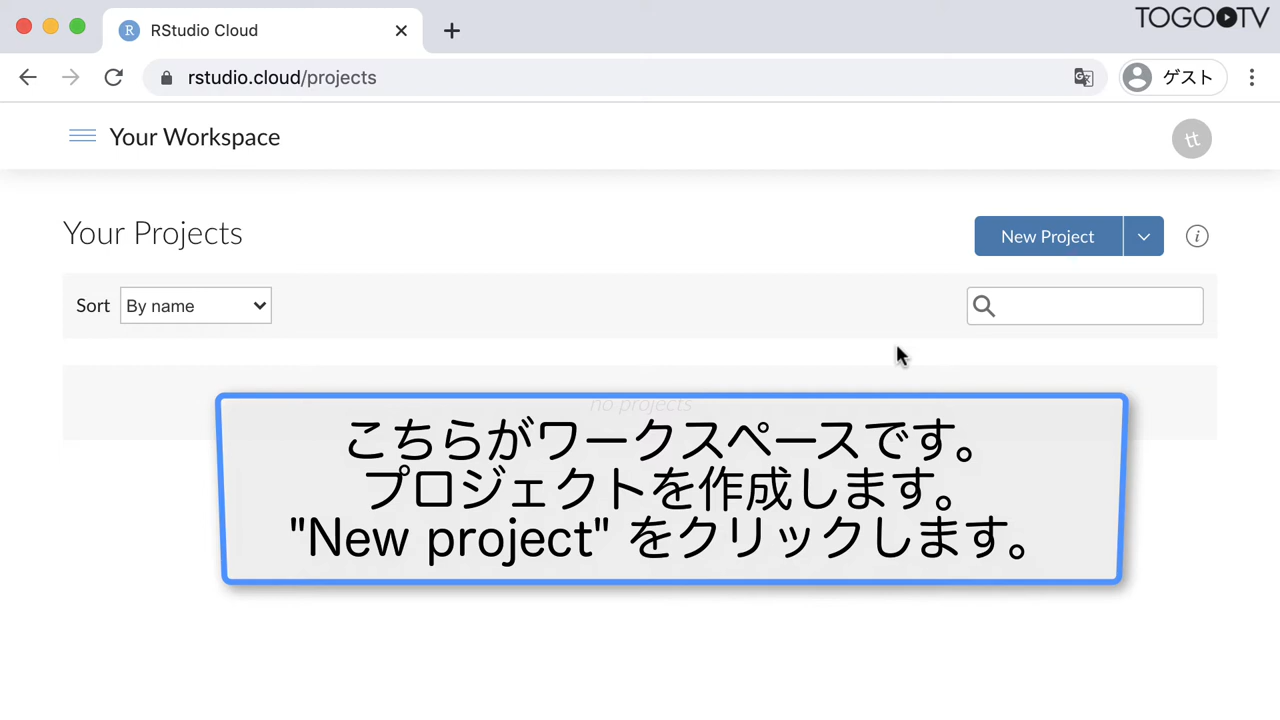 TOGOTV
RStudio Cloud
rstudio.cloud/projects
ゲスト
Your Workspace
tt
Your Projects
New Project
Sort
By name
no projects
こちらがワークスペースです。
プロジェクトを作成します。
"New project" をクリックします。